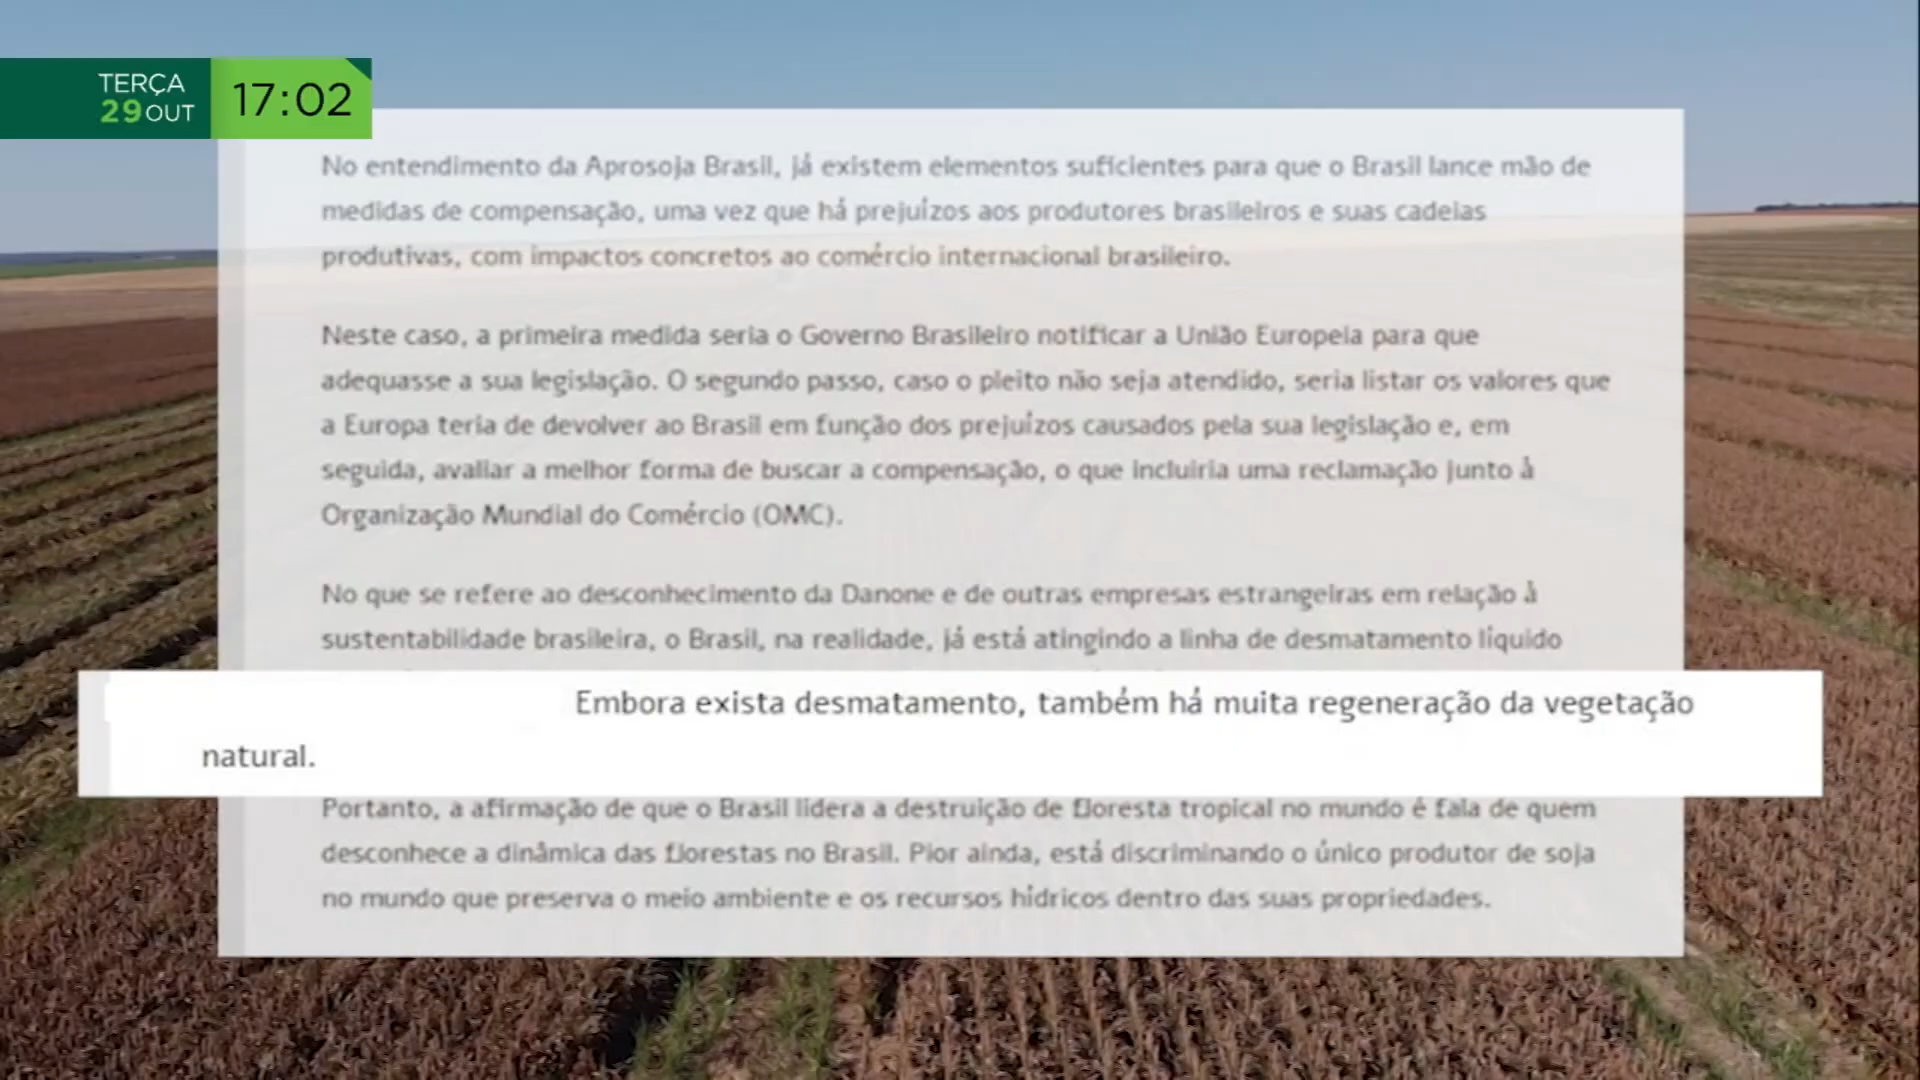 TERÇA
29 OUT
17:02
No entendimento da Aprosoja Brasil, já existem elementos suficientes para que o Brasil lance mão de
medidas de compensação, uma vez que há prejuízos aos produtores brasileiros e suas cadeias
produtivas, com impactos concretos ao comércio internacional brasileiro.
Neste caso, a primeira medida seria o Governo Brasileiro notificar a União Europeia para que
adequasse a sua legislação. O segundo passo, caso o pleito não seja atendido, seria listar os valores que
a Europa teria de devolver ao Brasil em função dos prejuízos causados pela sua legislação e, em
seguida, avaliar a melhor forma de buscar a compensação, o que incluiria uma reclamação junto à
Organização Mundial do Comércio (OMC).
No que se refere ao desconhecimento da Danone e de outras empresas estrangeiras em relação à
sustentabilidade brasileira, o Brasil, na realidade, já está atingindo a linha de desmatamento líquido
Embora exista desmatamento, também há muita regeneração da vegetação
natural.
Portanto, a afirmação de que o Brasil lidera a destruição de floresta tropical no mundo é fala de quem
desconhece a dinâmica das florestas no Brasil. Pior ainda, está discriminando o único produtor de soja
no mundo que preserva o meio ambiente e os recursos hídricos dentro das suas propriedades.